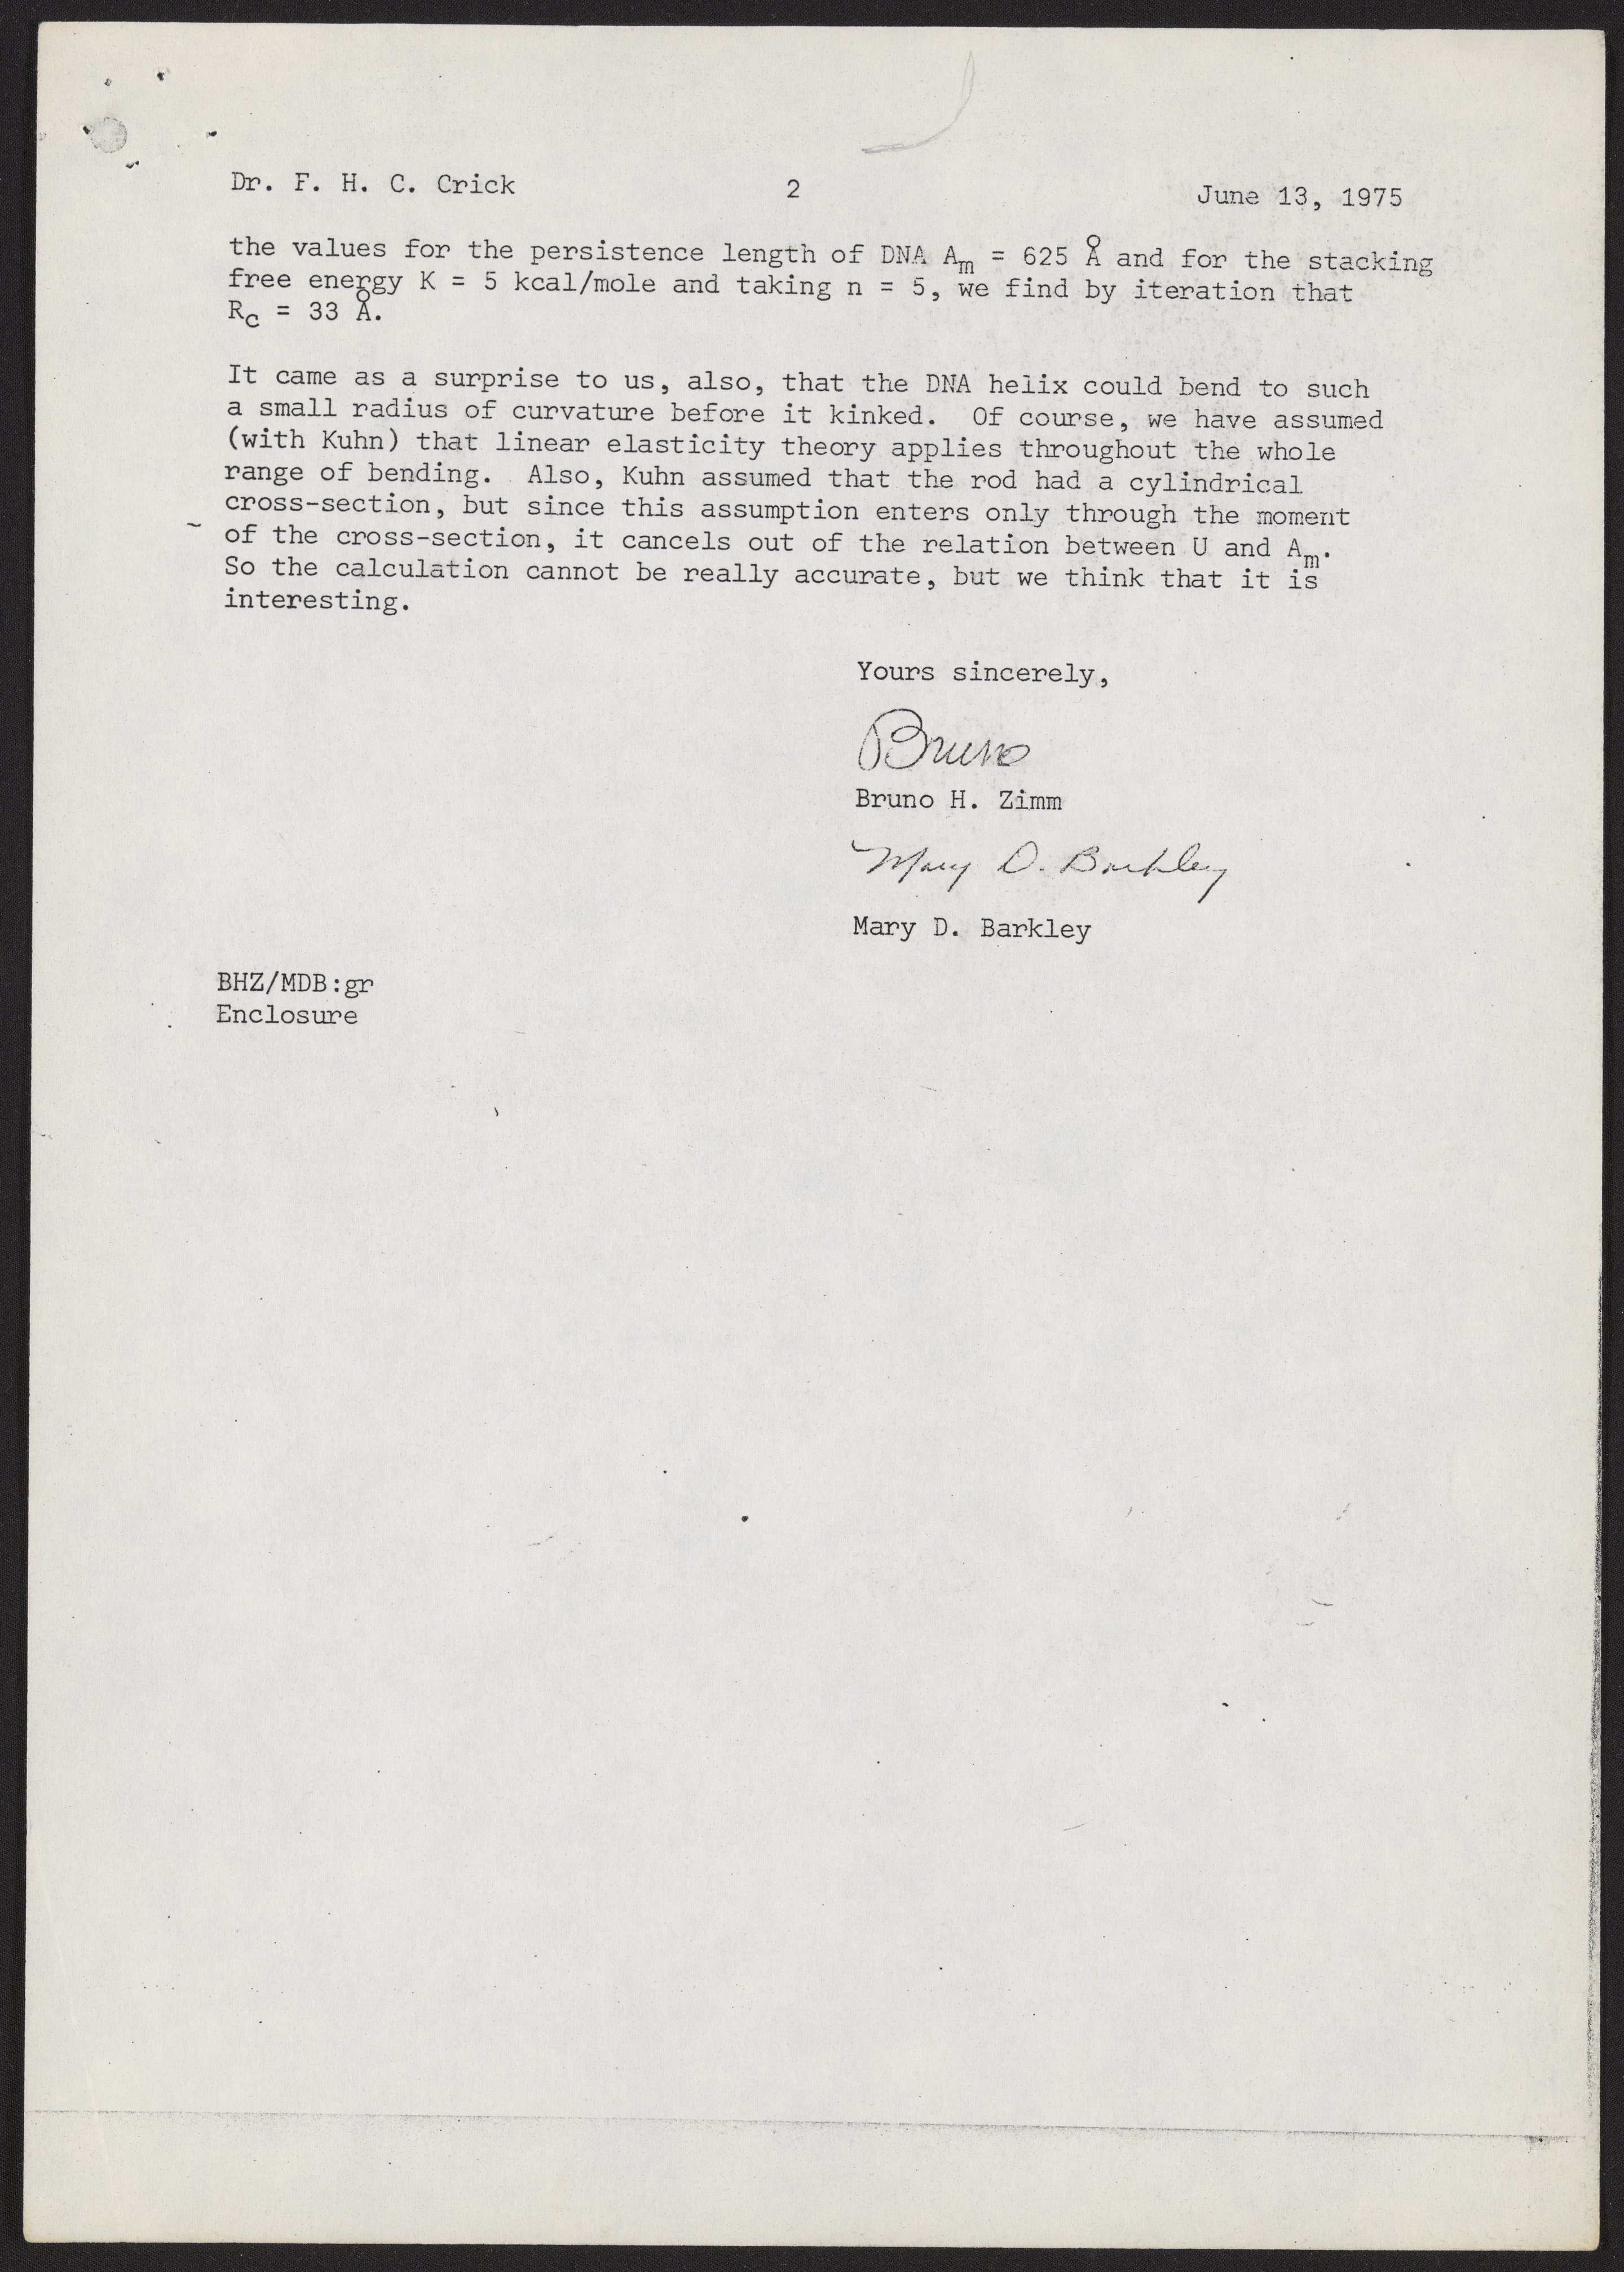 Dr. F. H. C. Crick 2 June 13, 1975
the values for the persistence length of DNA Am = 625 Å and for the stacking
free energy K = 5 kcal/mole and taking n = 5, we find by iteration that
Rc = 33 Å.
It came as a surprise to us, also, that the DNA helix could bend to such
a small radius of curvature before it kinked. Of course, we have assumed
(with Kuhn) that linear elasticity theory applies throughout the whole
range of bending. Also, Kuhn assumed that the rod had a cylindrical
cross-section, but since this assumption enters only through the moment
of the cross-section, it cancels out of the relation between U and Am.
So the calculation cannot be really accurate, but we think that it is
interesting.
Yours sincerely,
Bruno
Bruno H. Zimm
Mary D. Barkley
Mary D. Barkley
BHZ/MDB:gr
Enclosure